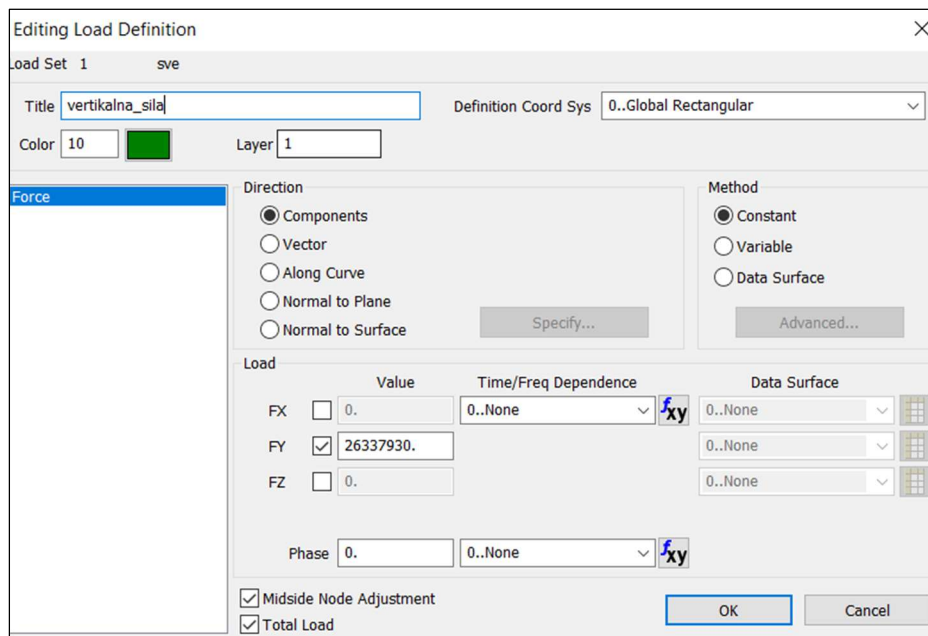 Editing Load Definition
Load Set 1 sve
Title vertikalna_sila Definition Coord Sys 0..Global Rectangular
Color 10 Layer 1
Force
Direction
Components
Vector
Along Curve
Normal to Plane
Normal to Surface
Specify...
Method
Constant
Variable
Data Surface
Advanced...
Load
Value Time/Freq Dependence Data Surface
FX 0. 0..None fxy 0..None
FY 26337930. 0..None
FZ 0. 0..None
Phase 0. 0..None fxy
Midside Node Adjustment
Total Load
OK Cancel